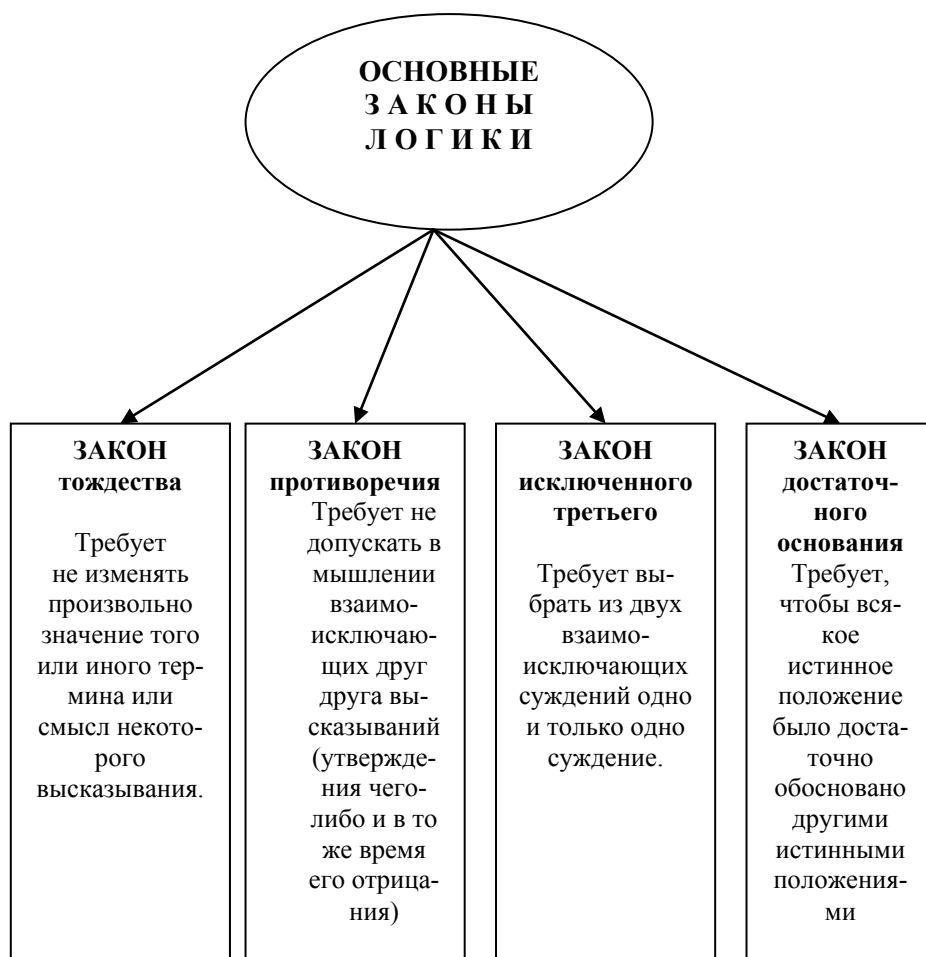 ОСНОВНЫЕ
З А К О Н Ы
Л О Г И К И
ЗАКОН
тождества
Требует
не изменять
произвольно
значение того
или иного тер-
мина или
смысл некото-
рого
высказывания.
ЗАКОН
противоречия
Требует не
допускать в
мышлении
взаимо-
исключаю-
щих друг
друга вы-
сказываний
(утвержде-
ния чего-
либо и в то
же время
его отрица-
ния)
ЗАКОН
исключенного
третьего
Требует вы-
брать из двух
взаимо-
исключающих
суждений одно
и только одно
суждение.
ЗАКОН
достаточ-
ного
основания
Требует,
чтобы вся-
кое
истинное
положение
было доста-
точно
обосновано
другими
истинными
положения-
ми